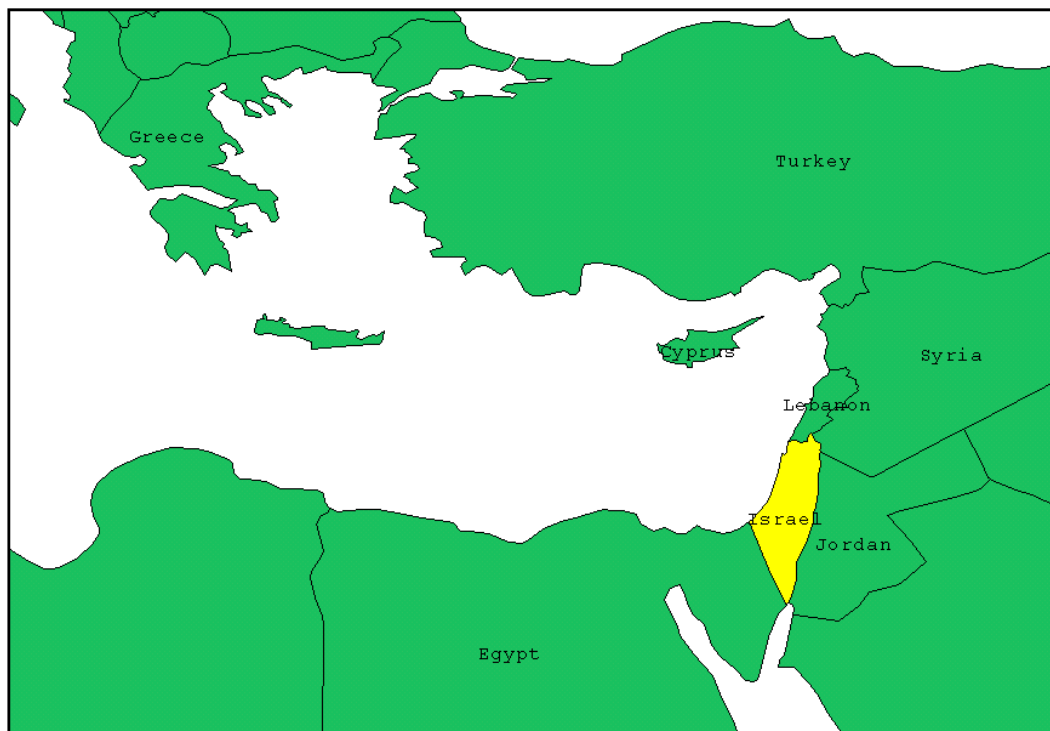 Greece
Turkey
Cyprus
Syria
Lebanon
Israel
Jordan
Egypt